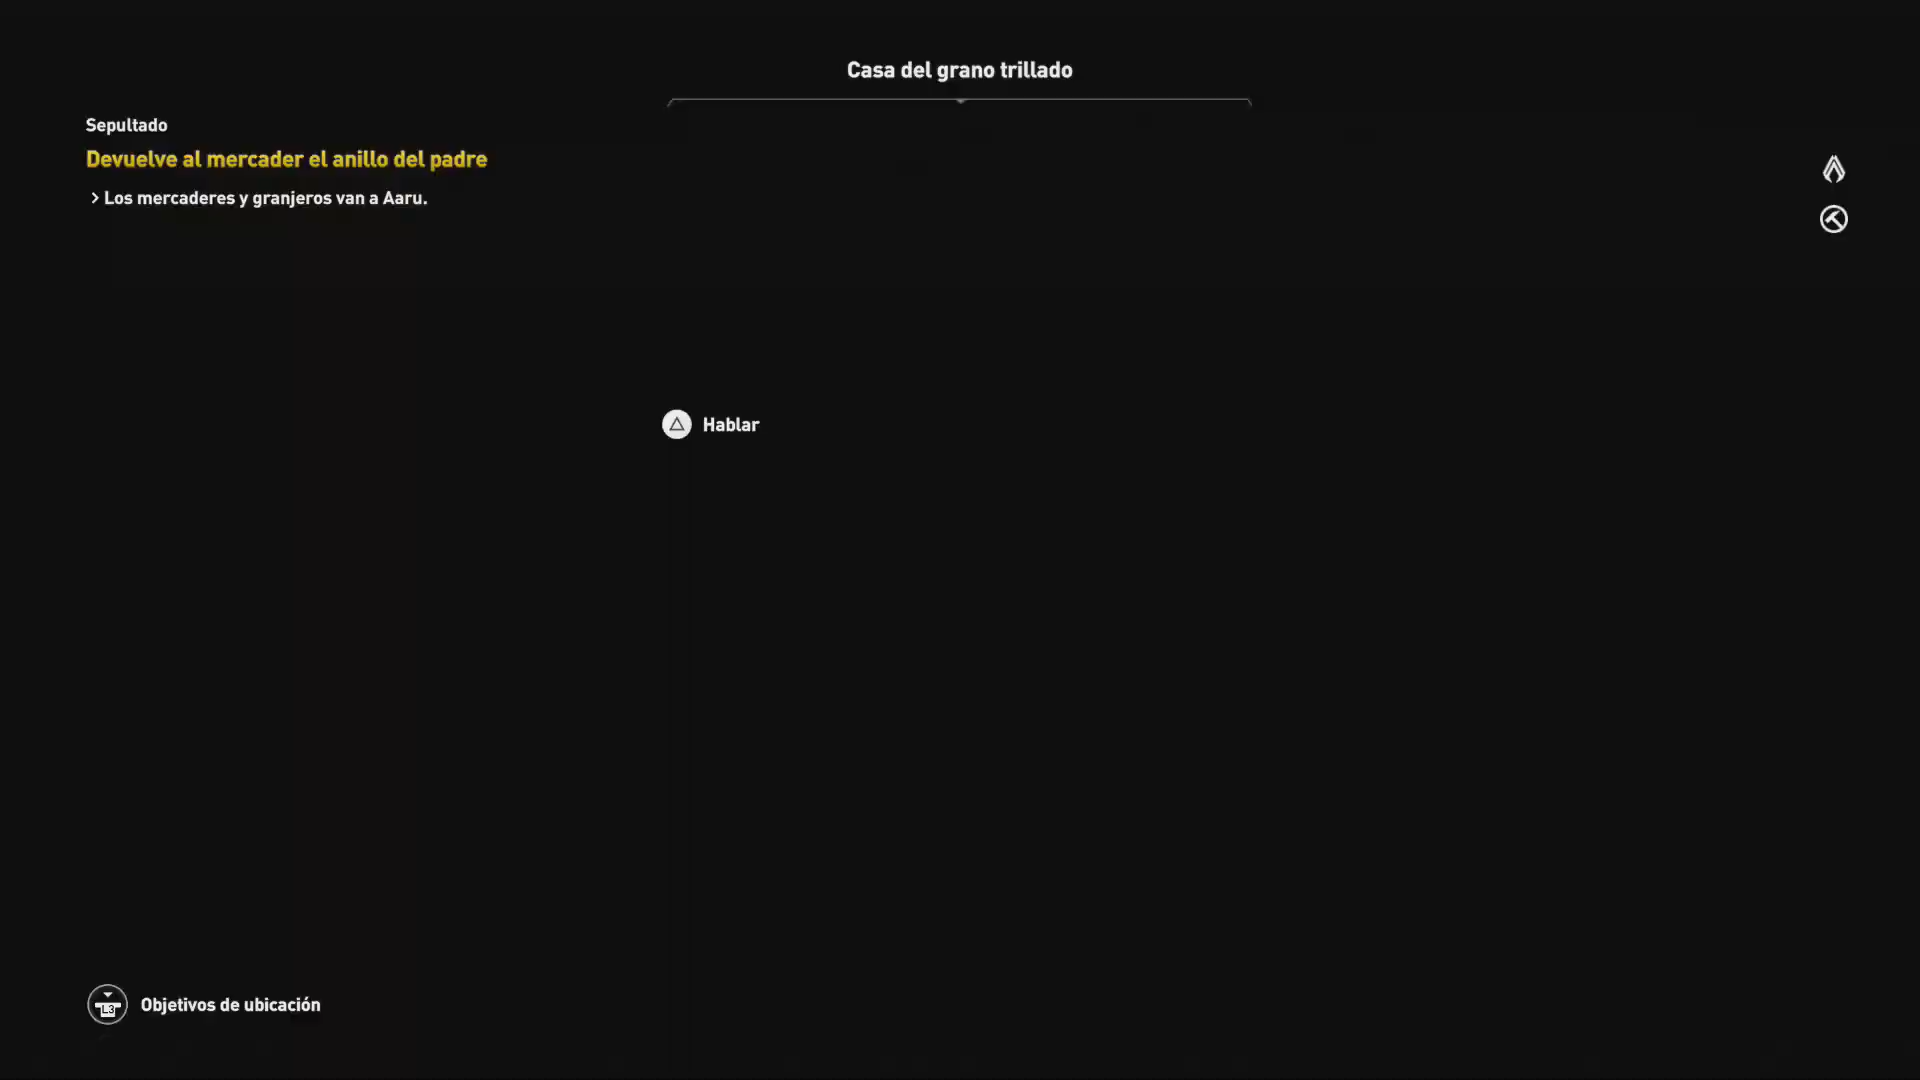 Casa del grano trillado
Sepultado
Devuelve al mercader el anillo del padre
> Los mercaderes y granjeros van a Aaru.
Hablar
L3 Objetivos de ubicación